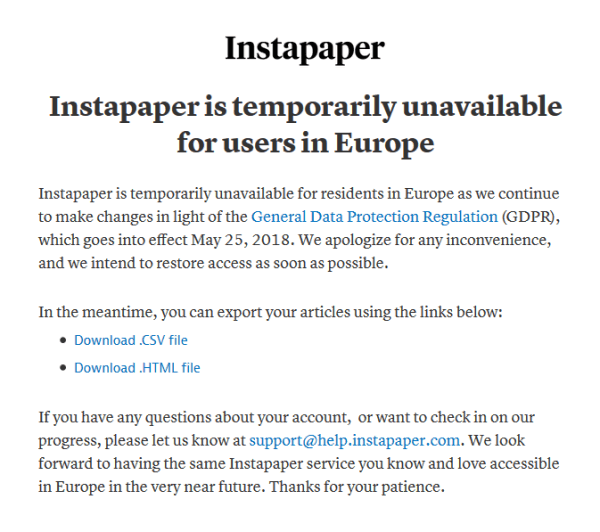 Instapaper
Instapaper is temporarily unavailable
for users in Europe
Instapaper is temporarily unavailable for residents in Europe as we continue
to make changes in light of the General Data Protection Regulation (GDPR),
which goes into effect May 25, 2018. We apologize for any inconvenience,
and we intend to restore access as soon as possible.
In the meantime, you can export your articles using the links below:
• Download .CSV file
• Download .HTML file
If you have any questions about your account,  or want to check in on our
progress, please let us know at support@help.instapaper.com. We look
forward to having the same Instapaper service you know and love accessible
in Europe in the very near future. Thanks for your patience.